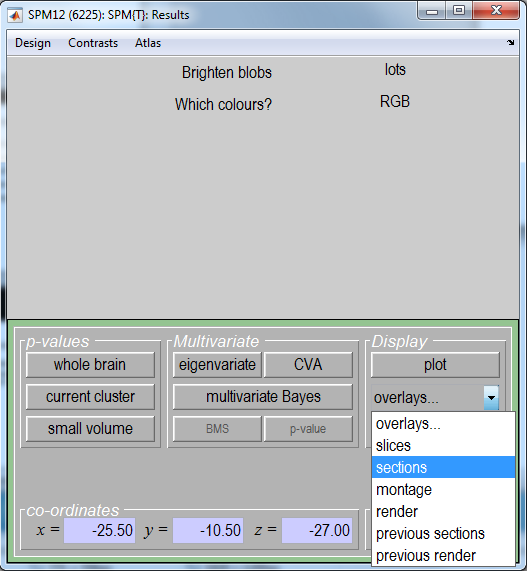 SPM12 (6225): SPM{T}: Results
Design Contrasts Atlas
Brighten blobs lots
Which colours? RGB
p-values Multivariate Display
whole brain eigenvariate CVA plot
current cluster multivariate Bayes overlays...
small volume BMS p-value overlays...
slices
sections
montage
render
previous sections
previous render
co-ordinates
x = -25.50 y = -10.50 z = -27.00